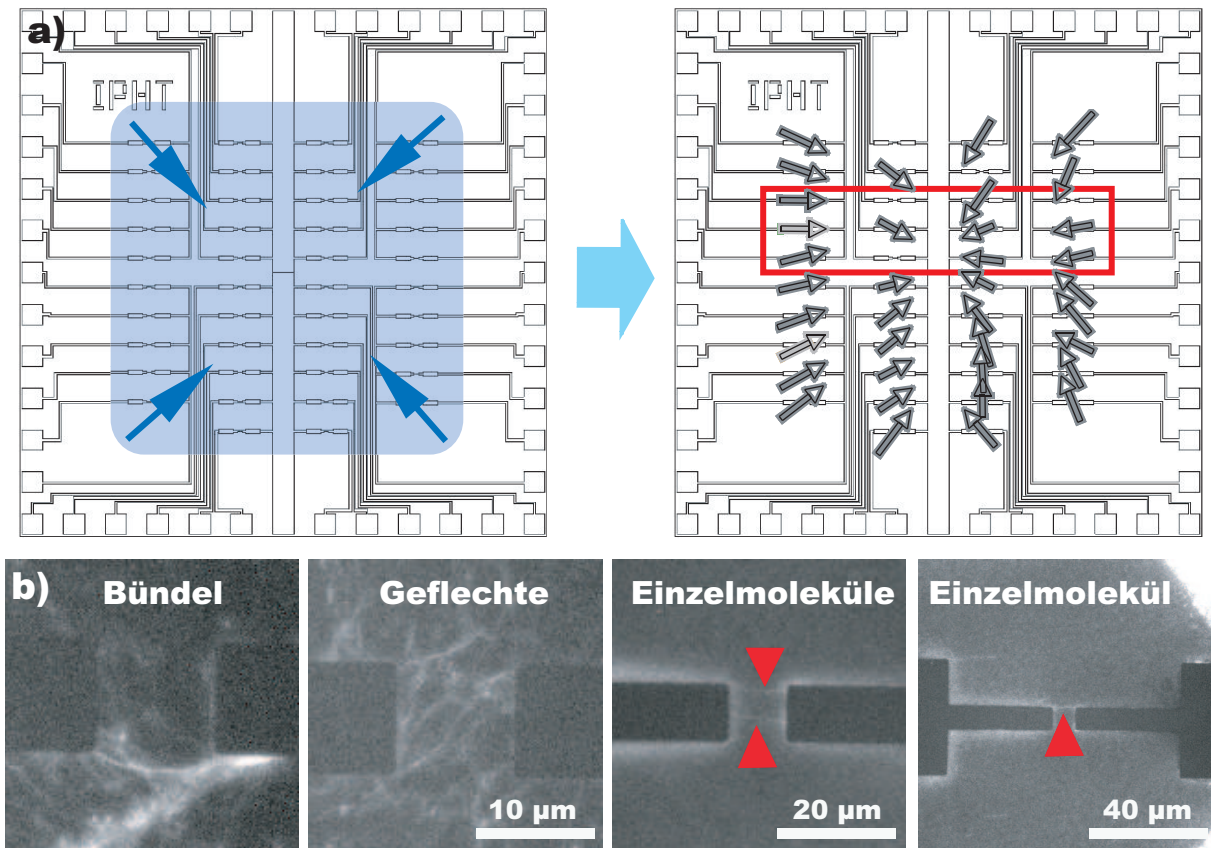 a)
IPHT
IPHT
b)
Bündel
Geflechte
Einzelmoleküle
Einzelmolekül
10 µm
20 µm
40 µm